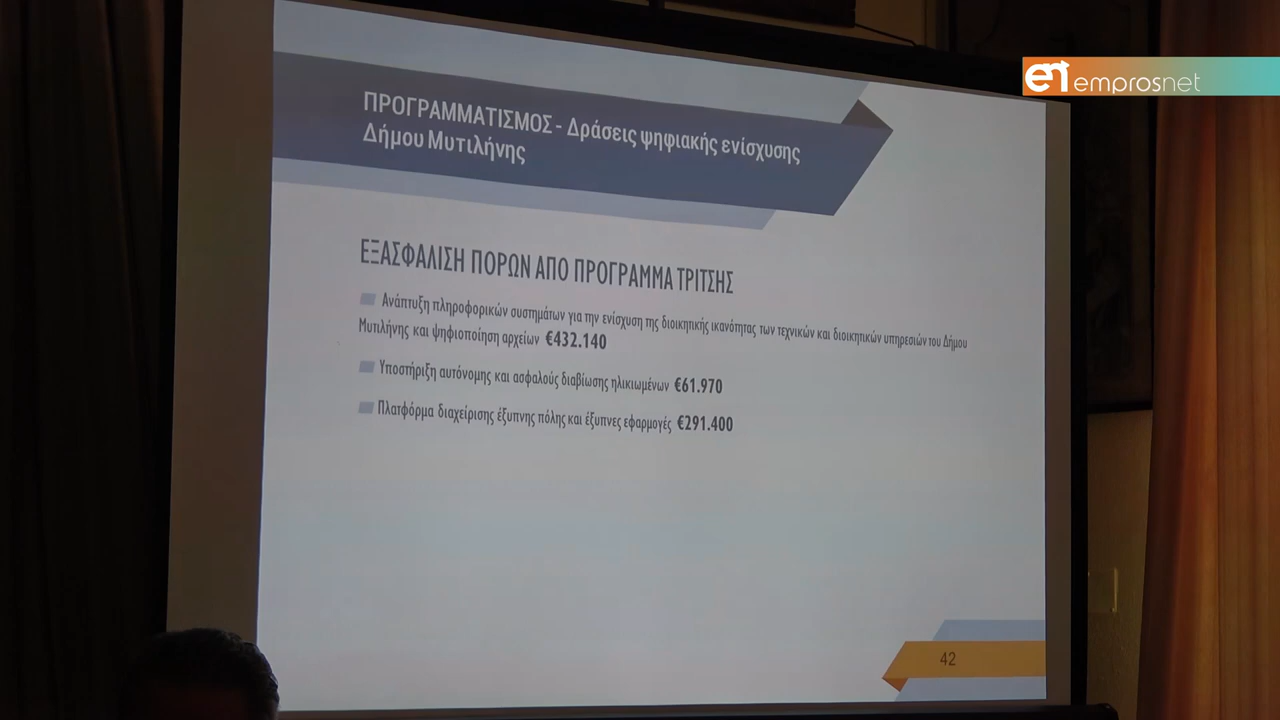 emprosnet
ΠΡΟΓΡΑΜΜΑΤΙΣΜΟΣ - Δράσεις ψηφιακής ενίσχυσης
Δήμου Μυτιλήνης
ΕΞΑΣΦΑΛΙΣΗ ΠΟΡΩΝ ΑΠΟ ΠΡΟΓΡΑΜΜΑ ΤΡΙΤΣΗΣ
Ανάπτυξη πληροφορικών συστημάτων για την ενίσχυση της διοικητικής ικανότητας των τεχνικών και διοικητικών υπηρεσιών του Δήμου
Μυτιλήνης και ψηφιοποίηση αρχείων €432.140
Υποστήριξη αυτόνομης και ασφαλούς διαβίωσης ηλικιωμένων €61.970
Πλατφόρμα διαχείρισης έξυπνης πόλης και έξυπνες εφαρμογές €291.400
42